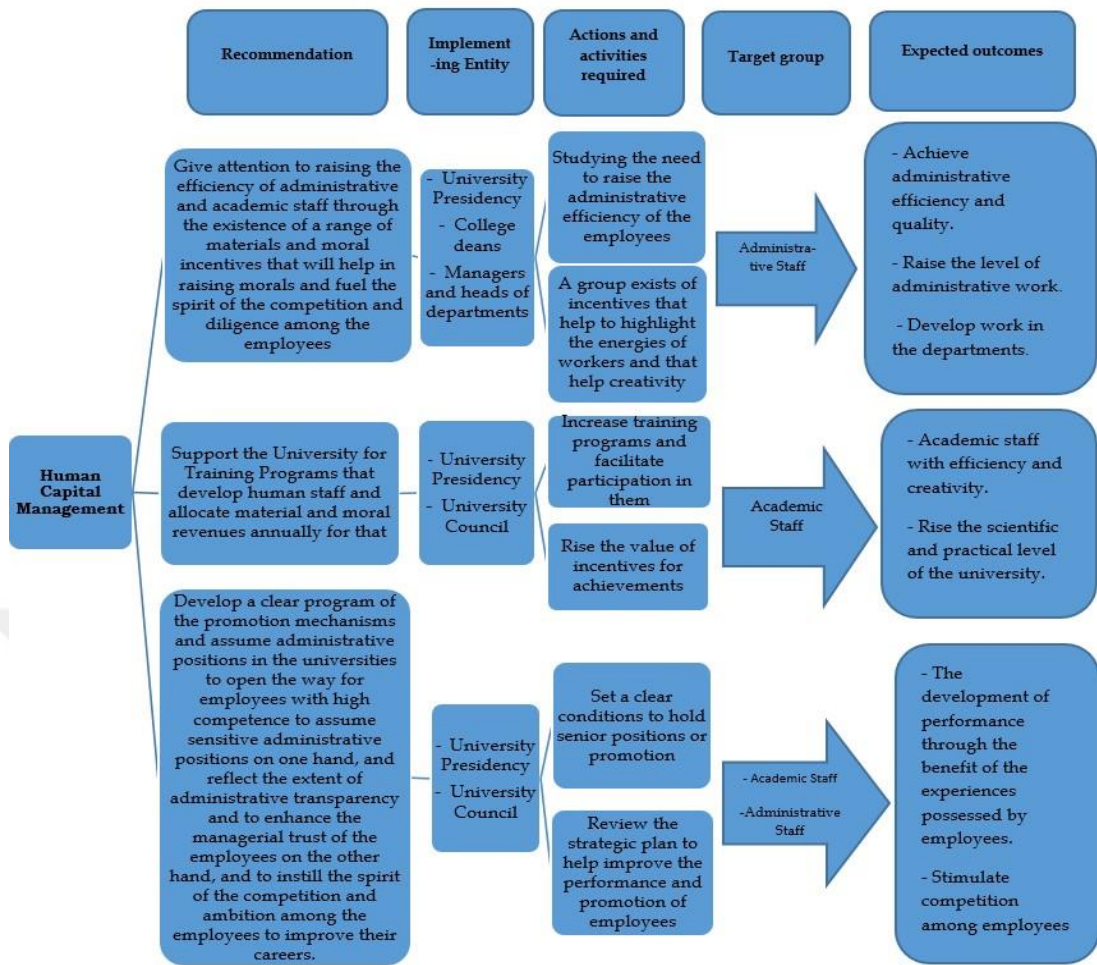 Recommendation
Implement
-ing Entity
Actions and
activities
required
Target group
Expected outcomes
Human
Capital
Management
Give attention to raising the
efficiency of administrative
and academic staff through
the existence of a range of
materials and moral
incentives that will help in
raising morals and fuel the
spirit of the competition and
diligence among the
employees
- University
Presidency
- College
deans
- Managers
and heads of
departments
Studying the need
to raise the
administrative
efficiency of the
employees
A group exists of
incentives that
help to highlight
the energies of
workers and that
help creativity
Administra-
tive Staff
- Achieve
administrative
efficiency and
quality.
- Raise the level of
administrative work.
- Develop work in
the departments.
Support the University for
Training Programs that
develop human staff and
allocate material and moral
revenues annually for that
- University
Presidency
- University
Council
Increase training
programs and
facilitate
participation in
them
Rise the value of
incentives for
achievements
Academic
Staff
- Academic staff
with efficiency and
creativity.
- Rise the scientific
and practical level
of the university.
Develop a clear program of
the promotion mechanisms
and assume administrative
positions in the universities
to open the way for
employees with high
competence to assume
sensitive administrative
positions on one hand, and
reflect the extent of
administrative transparency
and to enhance the
managerial trust of the
employees on the other
hand, and to instill the spirit
of the competition and
ambition among the
employees to improve their
careers.
- University
Presidency
- University
Council
Set a clear
conditions to hold
senior positions or
promotion
Review the
strategic plan to
help improve the
performance and
promotion of
employees
- Academic Staff
-Administrative
Staff
- The
development of
performance
through the
benefit of the
experiences
possessed by
employees.
- Stimulate
competition
among employees